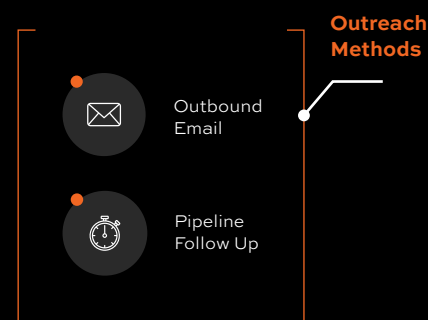 Outreach
Methods
Outbound
Email
Pipeline
Follow Up